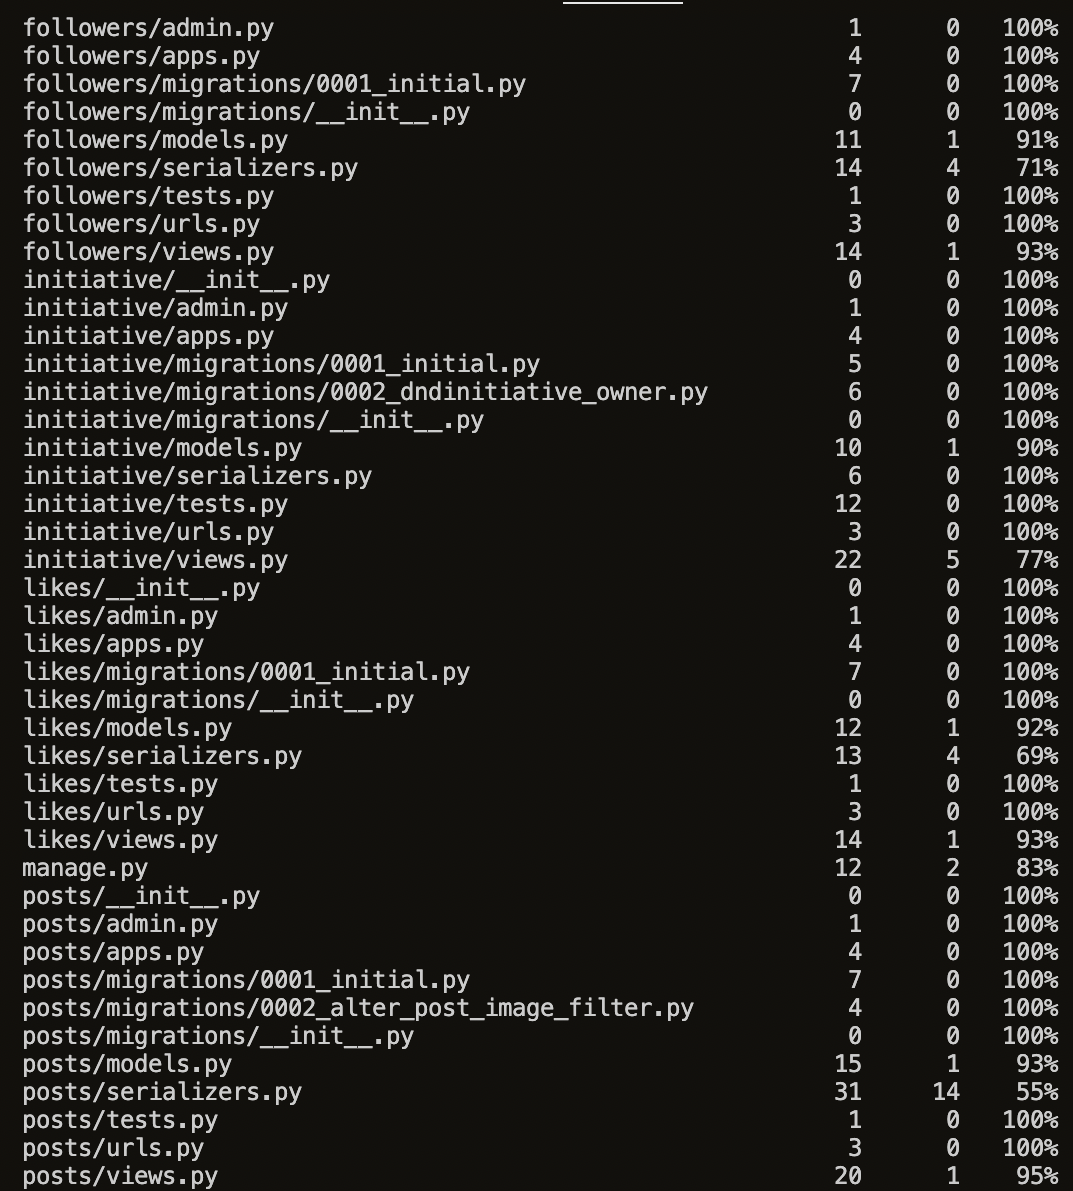 followers/admin.py 1 0 100%
followers/apps.py 4 0 100%
followers/migrations/0001_initial.py 7 0 100%
followers/migrations/__init__.py 0 0 100%
followers/models.py 11 1 91%
followers/serializers.py 14 4 71%
followers/tests.py 1 0 100%
followers/urls.py 3 0 100%
followers/views.py 14 1 93%
initiative/__init__.py 0 0 100%
initiative/admin.py 1 0 100%
initiative/apps.py 4 0 100%
initiative/migrations/0001_initial.py 5 0 100%
initiative/migrations/0002_dndinitiative_owner.py 6 0 100%
initiative/migrations/__init__.py 0 0 100%
initiative/models.py 10 1 90%
initiative/serializers.py 6 0 100%
initiative/tests.py 12 0 100%
initiative/urls.py 3 0 100%
initiative/views.py 22 5 77%
likes/__init__.py 0 0 100%
likes/admin.py 1 0 100%
likes/apps.py 4 0 100%
likes/migrations/0001_initial.py 7 0 100%
likes/migrations/__init__.py 0 0 100%
likes/models.py 12 1 92%
likes/serializers.py 13 4 69%
likes/tests.py 1 0 100%
likes/urls.py 3 0 100%
likes/views.py 14 1 93%
manage.py 12 2 83%
posts/__init__.py 0 0 100%
posts/admin.py 1 0 100%
posts/apps.py 4 0 100%
posts/migrations/0001_initial.py 7 0 100%
posts/migrations/0002_alter_post_image_filter.py 4 0 100%
posts/migrations/__init__.py 0 0 100%
posts/models.py 15 1 93%
posts/serializers.py 31 14 55%
posts/tests.py 1 0 100%
posts/urls.py 3 0 100%
posts/views.py 20 1 95%